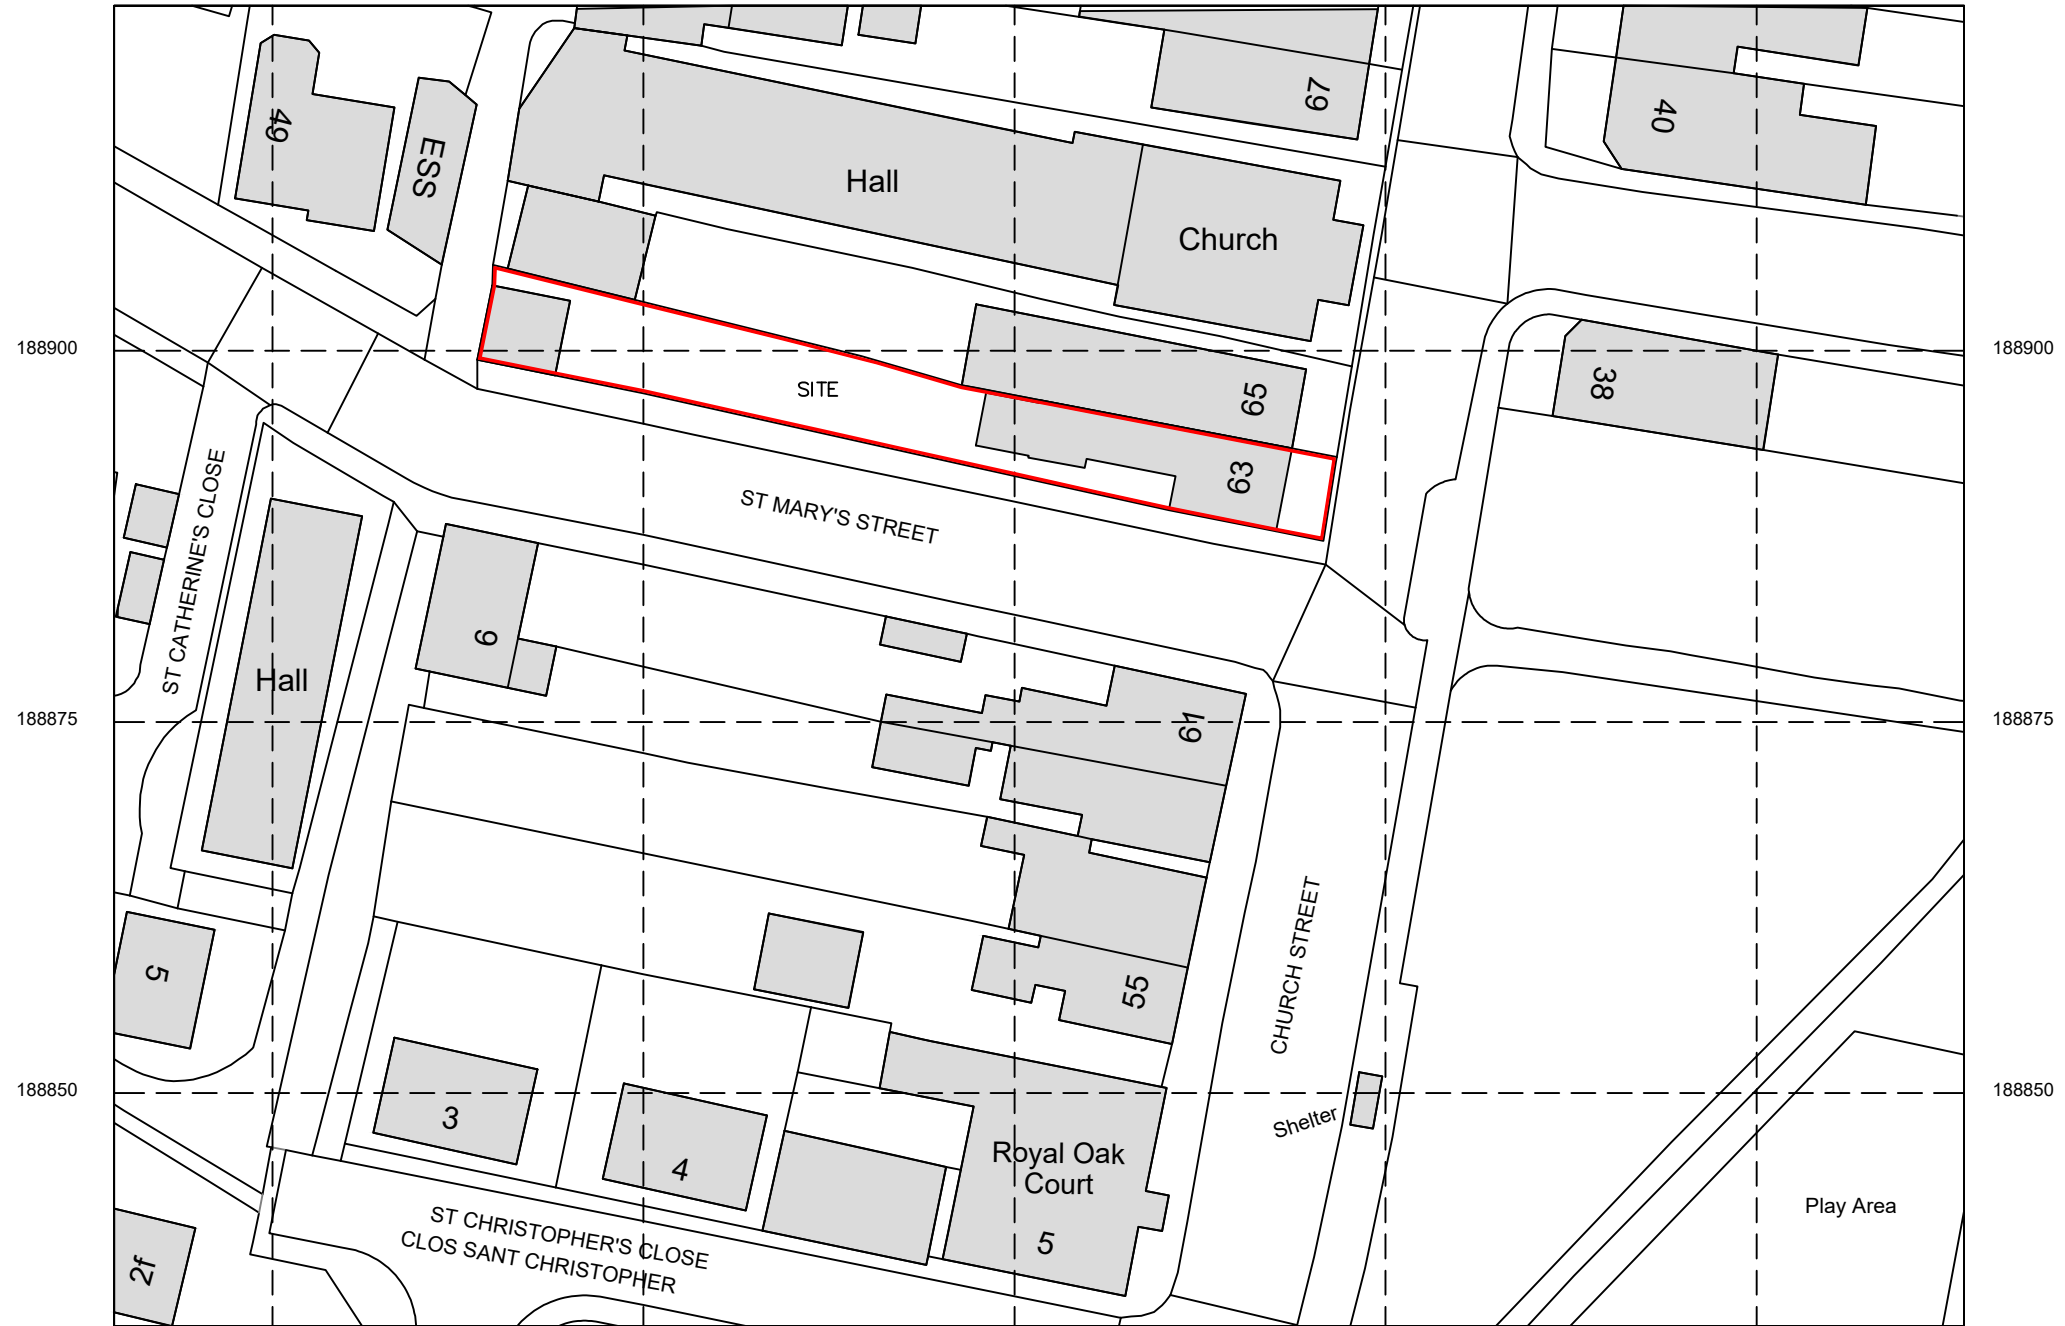 67
49
40
ESS
Hall
Church
188900
188900
38
SITE
65
63
ST MARY'S STREET
ST CATHERINE'S CLOSE
9
Hall
188875
61
188875
CHURCH STREET
5
55
188850
188850
3
Shelter
4
Royal Oak
Court
Play Area
ST CHRISTOPHER'S CLOSE
CLOS SANT CHRISTOPHER
5
2f